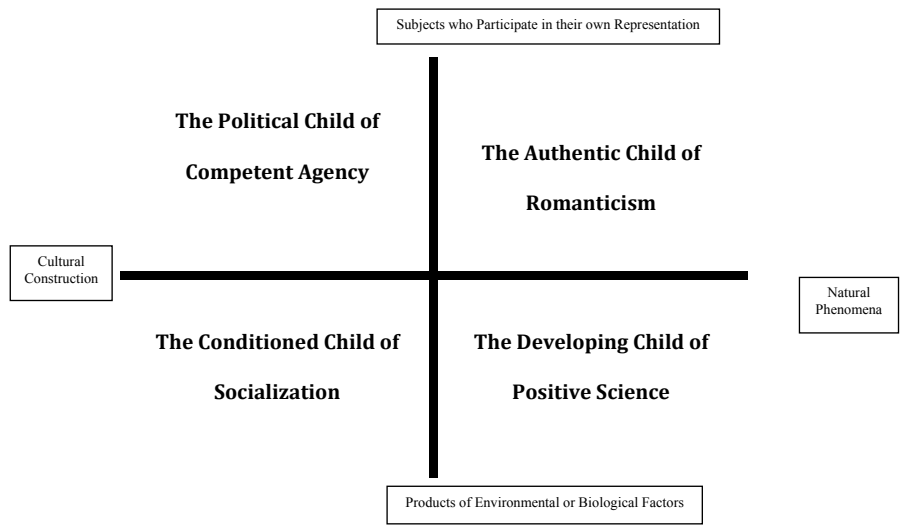 Subjects who Participate in their own Representation
The Political Child of
Competent Agency
The Authentic Child of
Romanticism
Cultural
Construction
Natural
Phenomena
The Conditioned Child of
Socialization
The Developing Child of
Positive Science
Products of Environmental or Biological Factors